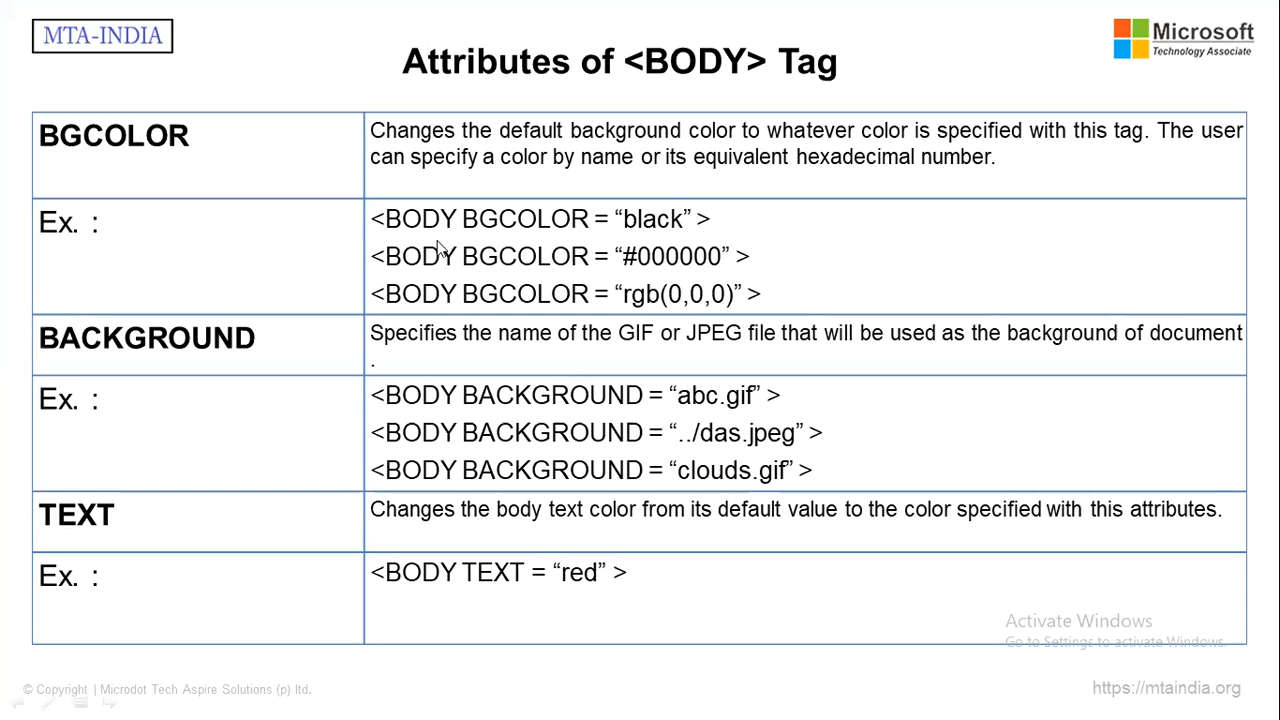 MTA-INDIA
Microsoft
Technology Associate
Attributes of <BODY> Tag
BGCOLOR
Changes the default background color to whatever color is specified with this tag. The user
can specify a color by name or its equivalent hexadecimal number.
Ex. :
<BODY BGCOLOR = “black” >
<BODY BGCOLOR = “#000000” >
<BODY BGCOLOR = “rgb(0,0,0)” >
BACKGROUND
Specifies the name of the GIF or JPEG file that will be used as the background of document
.
Ex. :
<BODY BACKGROUND = “abc.gif” >
<BODY BACKGROUND = “../das.jpeg” >
<BODY BACKGROUND = “clouds.gif” >
TEXT
Changes the body text color from its default value to the color specified with this attributes.
Ex. :
<BODY TEXT = “red” >
Activate Windows
Go to Settings to activate Windows.
© Copyright | Microdot Tech Aspire Solutions (p) ltd.
https://mtaindia.org